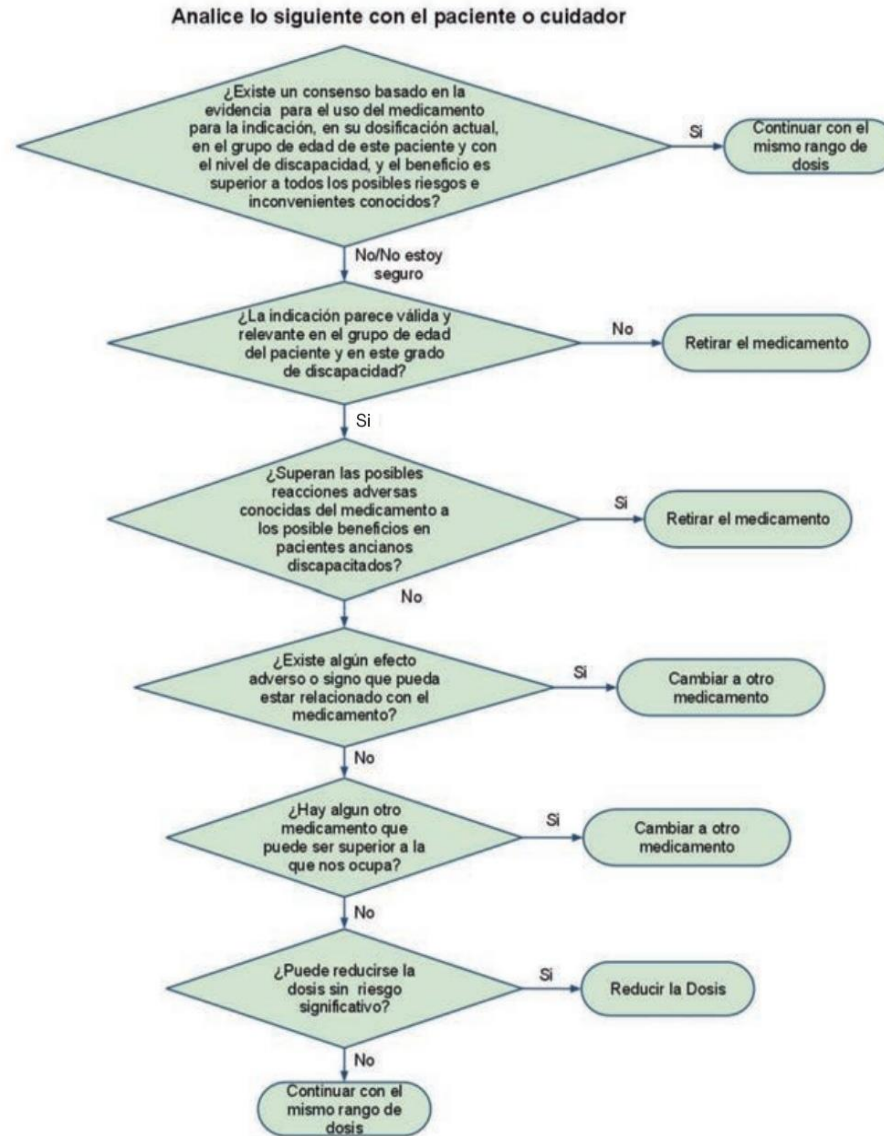 Analice lo siguiente con el paciente o cuidador
¿Existe un consenso basado en la
evidencia para el uso del medicamento
para la indicación, en su dosificación actual,
en el grupo de edad de este paciente y con
el nivel de discapacidad, y el beneficio es
superior a todos los posibles riesgos e
inconvenientes conocidos?
Si
Continuar con el
mismo rango de
dosis
No/No estoy
seguro
¿La indicación parece válida y
relevante en el grupo de edad
del paciente y en este grado
de discapacidad?
No
Retirar el medicamento
Si
¿Superan las posibles
reacciones adversas
conocidas del medicamento a
los posible beneficios en
pacientes ancianos
discapacitados?
Si
Retirar el medicamento
No
¿Existe algún efecto
adverso o signo que pueda
estar relacionado con el
medicamento?
Si
Cambiar a otro
medicamento
No
¿Hay algun otro
medicamento que
puede ser superior a la
que nos ocupa?
Si
Cambiar a otro
medicamento
No
¿Puede reducirse la
dosis sin riesgo
significativo?
Si
Reducir la Dosis
No
Continuar con el
mismo rango de
dosis